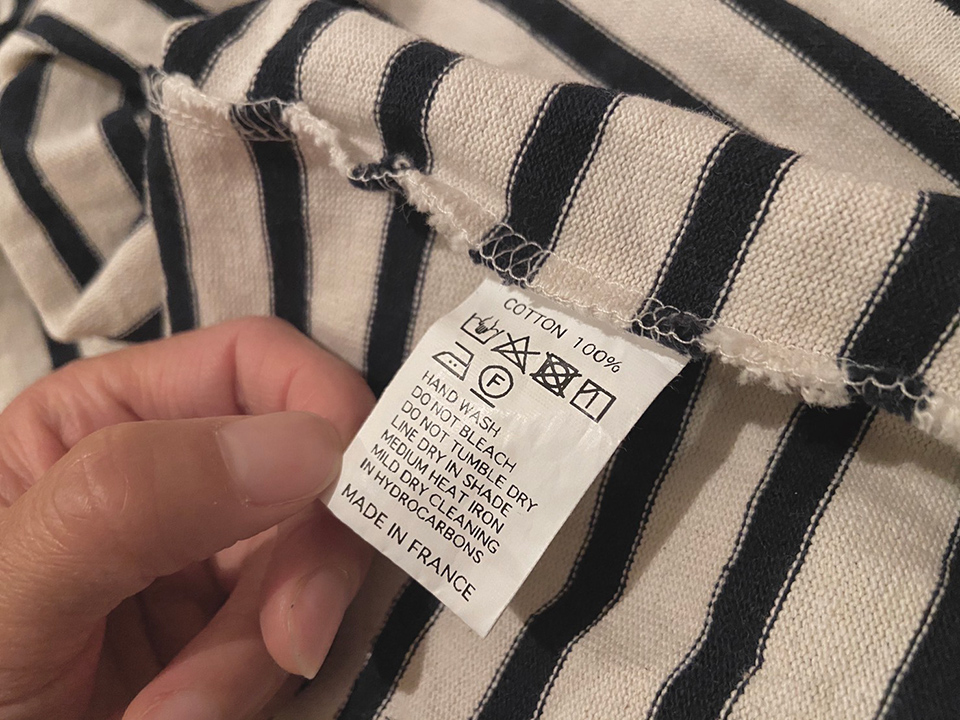 COTTON 100%
F
HAND WASH
DO NOT BLEACH
DO NOT TUMBLE DRY
LINE DRY IN SHADE
MEDIUM HEAT IRON
MILD DRY CLEANING
IN HYDROCARBONS
MADE IN FRANCE